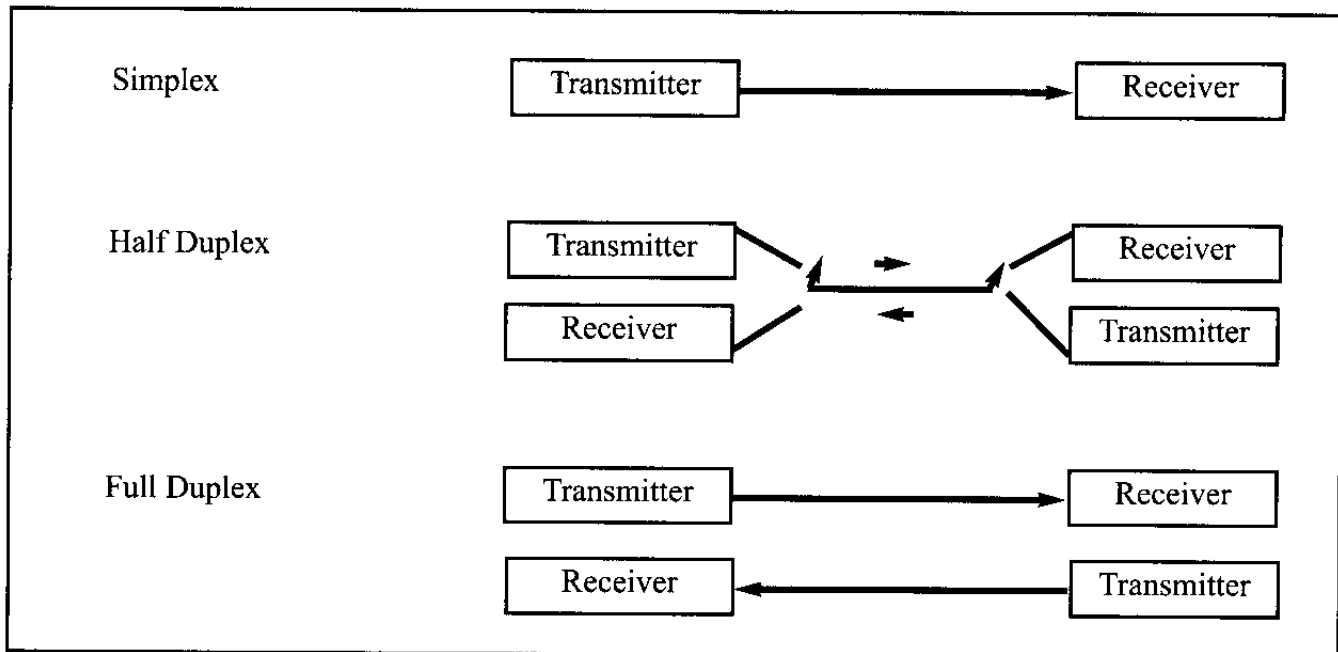 Simplex Transmitter Receiver
Half Duplex Transmitter Receiver
Receiver Transmitter
Full Duplex Transmitter Receiver
Receiver Transmitter